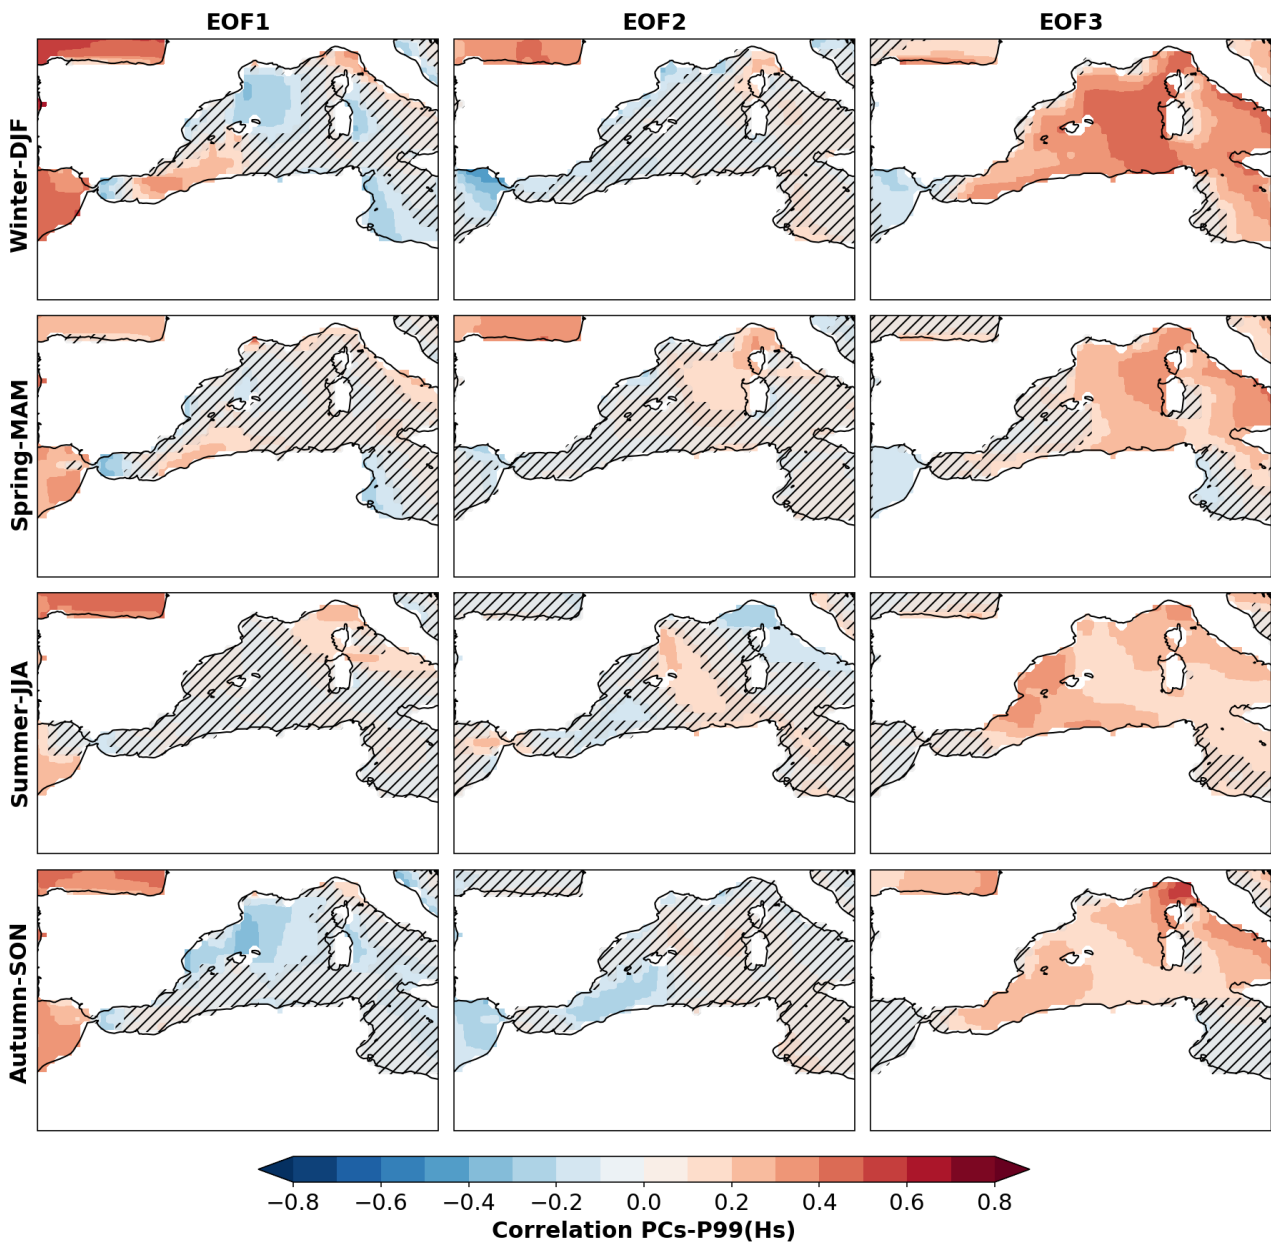 EOF1 EOF2 EOF3
Winter-DJF
Spring-MAM
Summer-JJA
Autumn-SON
−0.8 −0.6 −0.4 −0.2 0.0 0.2 0.4 0.6 0.8
Correlation PCs-P99(Hs)